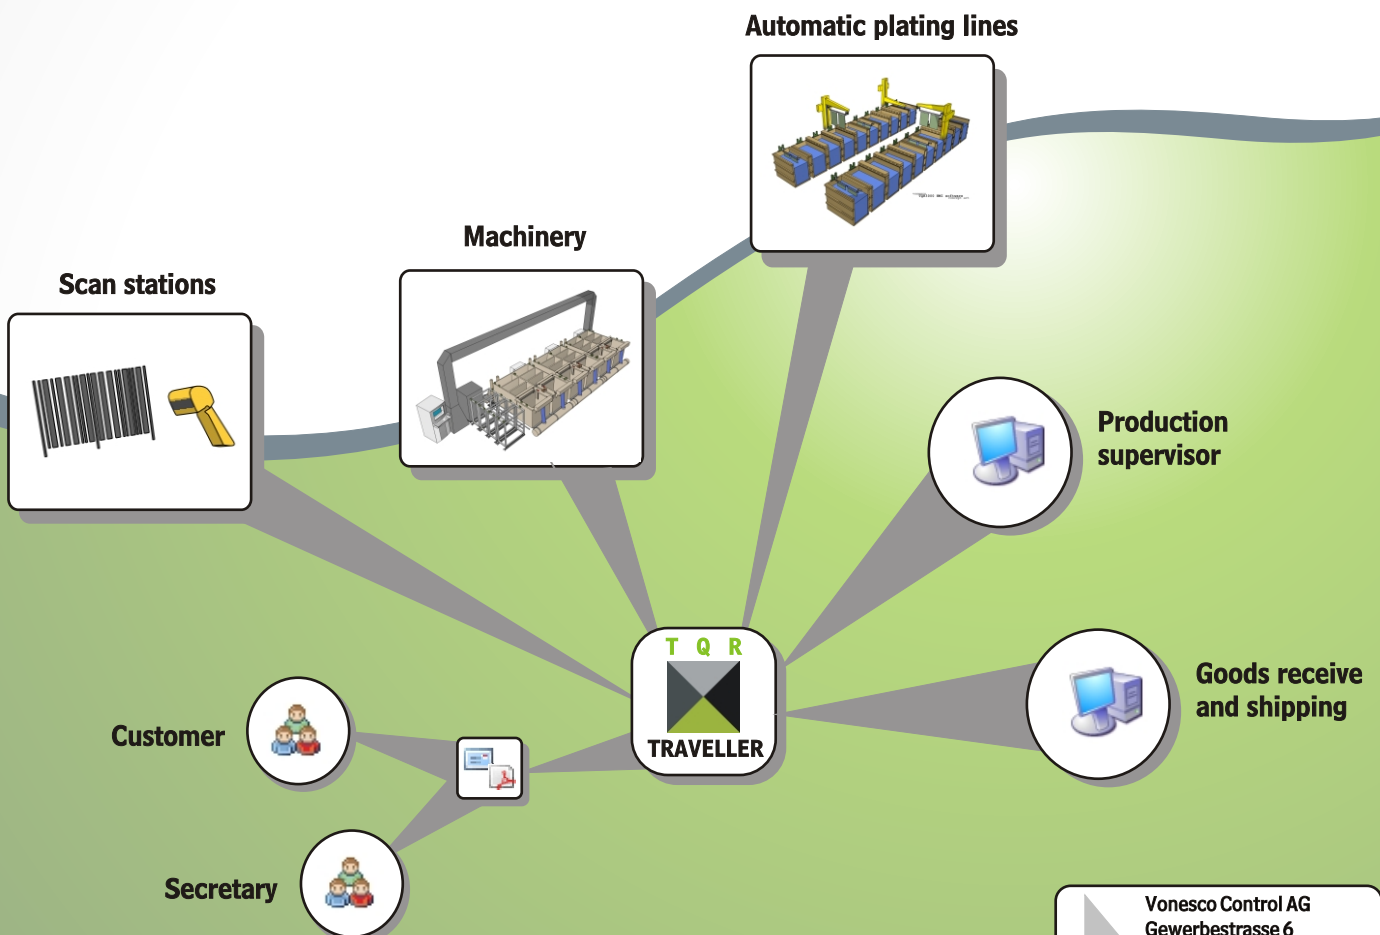 Automatic plating lines
Machinery
Scan stations
Production
supervisor
T Q R
TRAVELLER
Goods receive
and shipping
Customer
Secretary
Vonesco Control AG
Gewerbestrasse 6